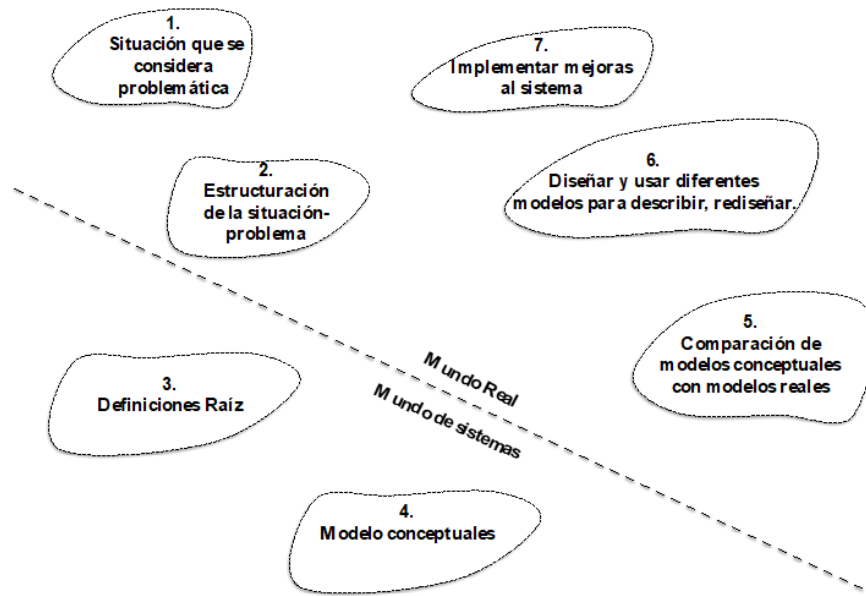 1.
Situación que se
considera
problemática
7.
Implementar mejoras
al sistema
2.
Estructuración
de la situación-
problema
6.
Diseñar y usar diferentes
modelos para describir, rediseñar.
5.
Comparación de
modelos conceptuales
con modelos reales
Mundo Real
Mundo de sistemas
3.
Definiciones Raíz
4.
Modelo conceptuales